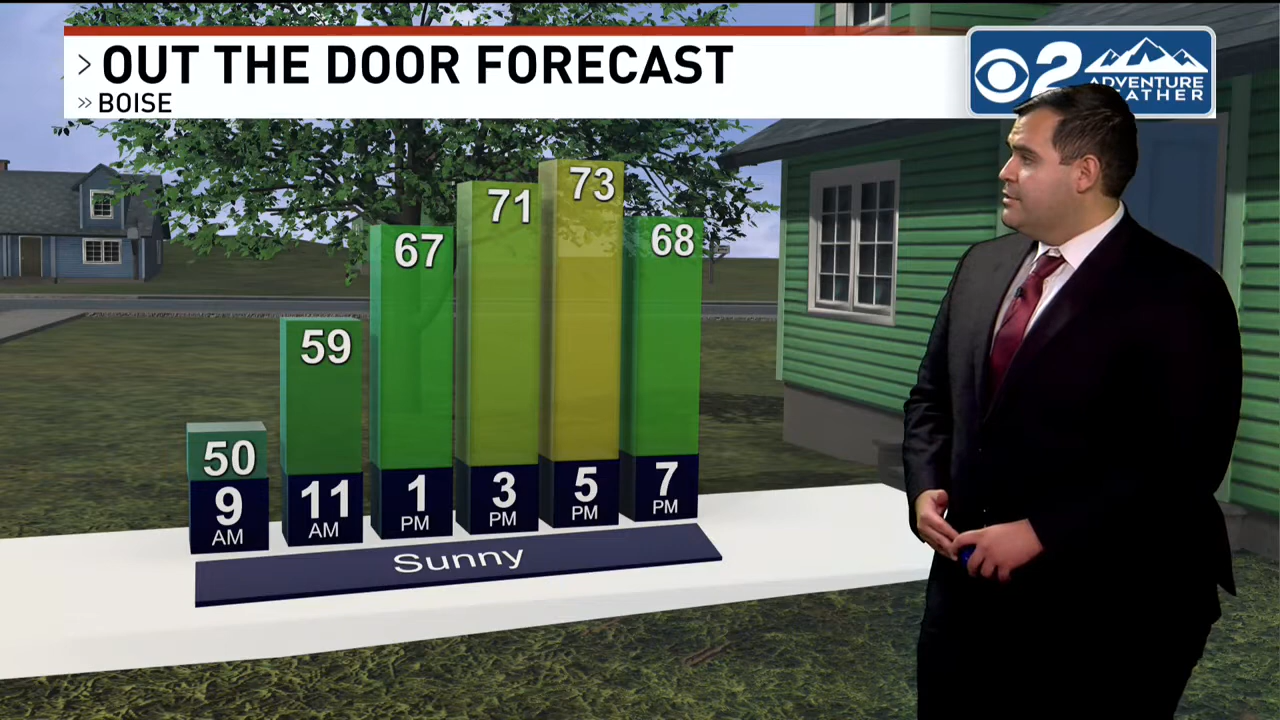 > OUT THE DOOR FORECAST
» BOISE
2 ADVENTURE
WEATHER
50
59
67
71
73
68
9
AM
11
AM
1
PM
3
PM
5
PM
7
PM
Sunny